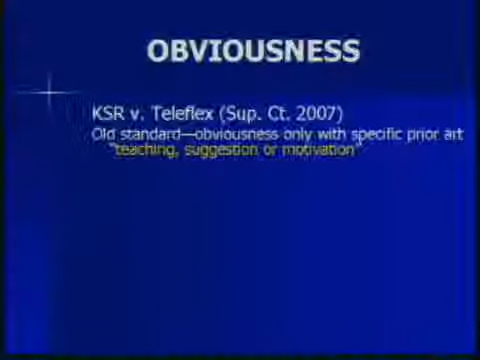 OBVIOUSNESS
KSR v. Teleflex (Sup. Ct. 2007)
Old standard—obviousness only with specific prior art
"teaching, suggestion or motivation"